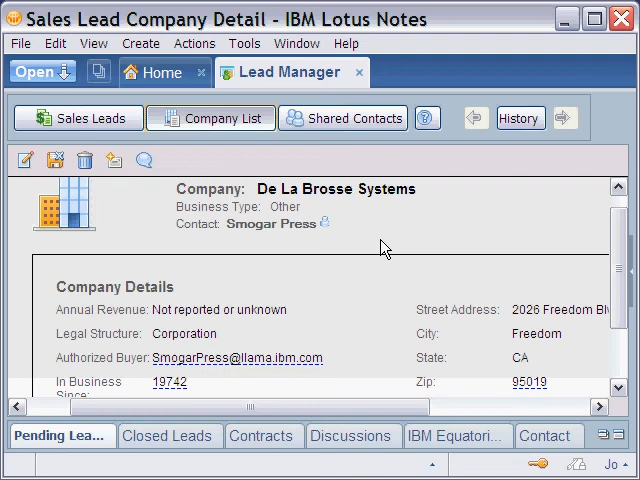 Sales Lead Company Detail - IBM Lotus Notes
File Edit View Create Actions Tools Window Help
Open Home × Lead Manager ×
Sales Leads Company List Shared Contacts ? History
Company: De La Brosse Systems
Business Type: Other
Contact: Smogar Press
Company Details
Annual Revenue: Not reported or unknown Street Address: 2026 Freedom Blv
Legal Structure: Corporation City: Freedom
Authorized Buyer: SmogarPress@llama.ibm.com State: CA
In Business Since: 19742 Zip: 95019
Pending Lea... Closed Leads Contracts Discussions IBM Equatori... Contact
Jo